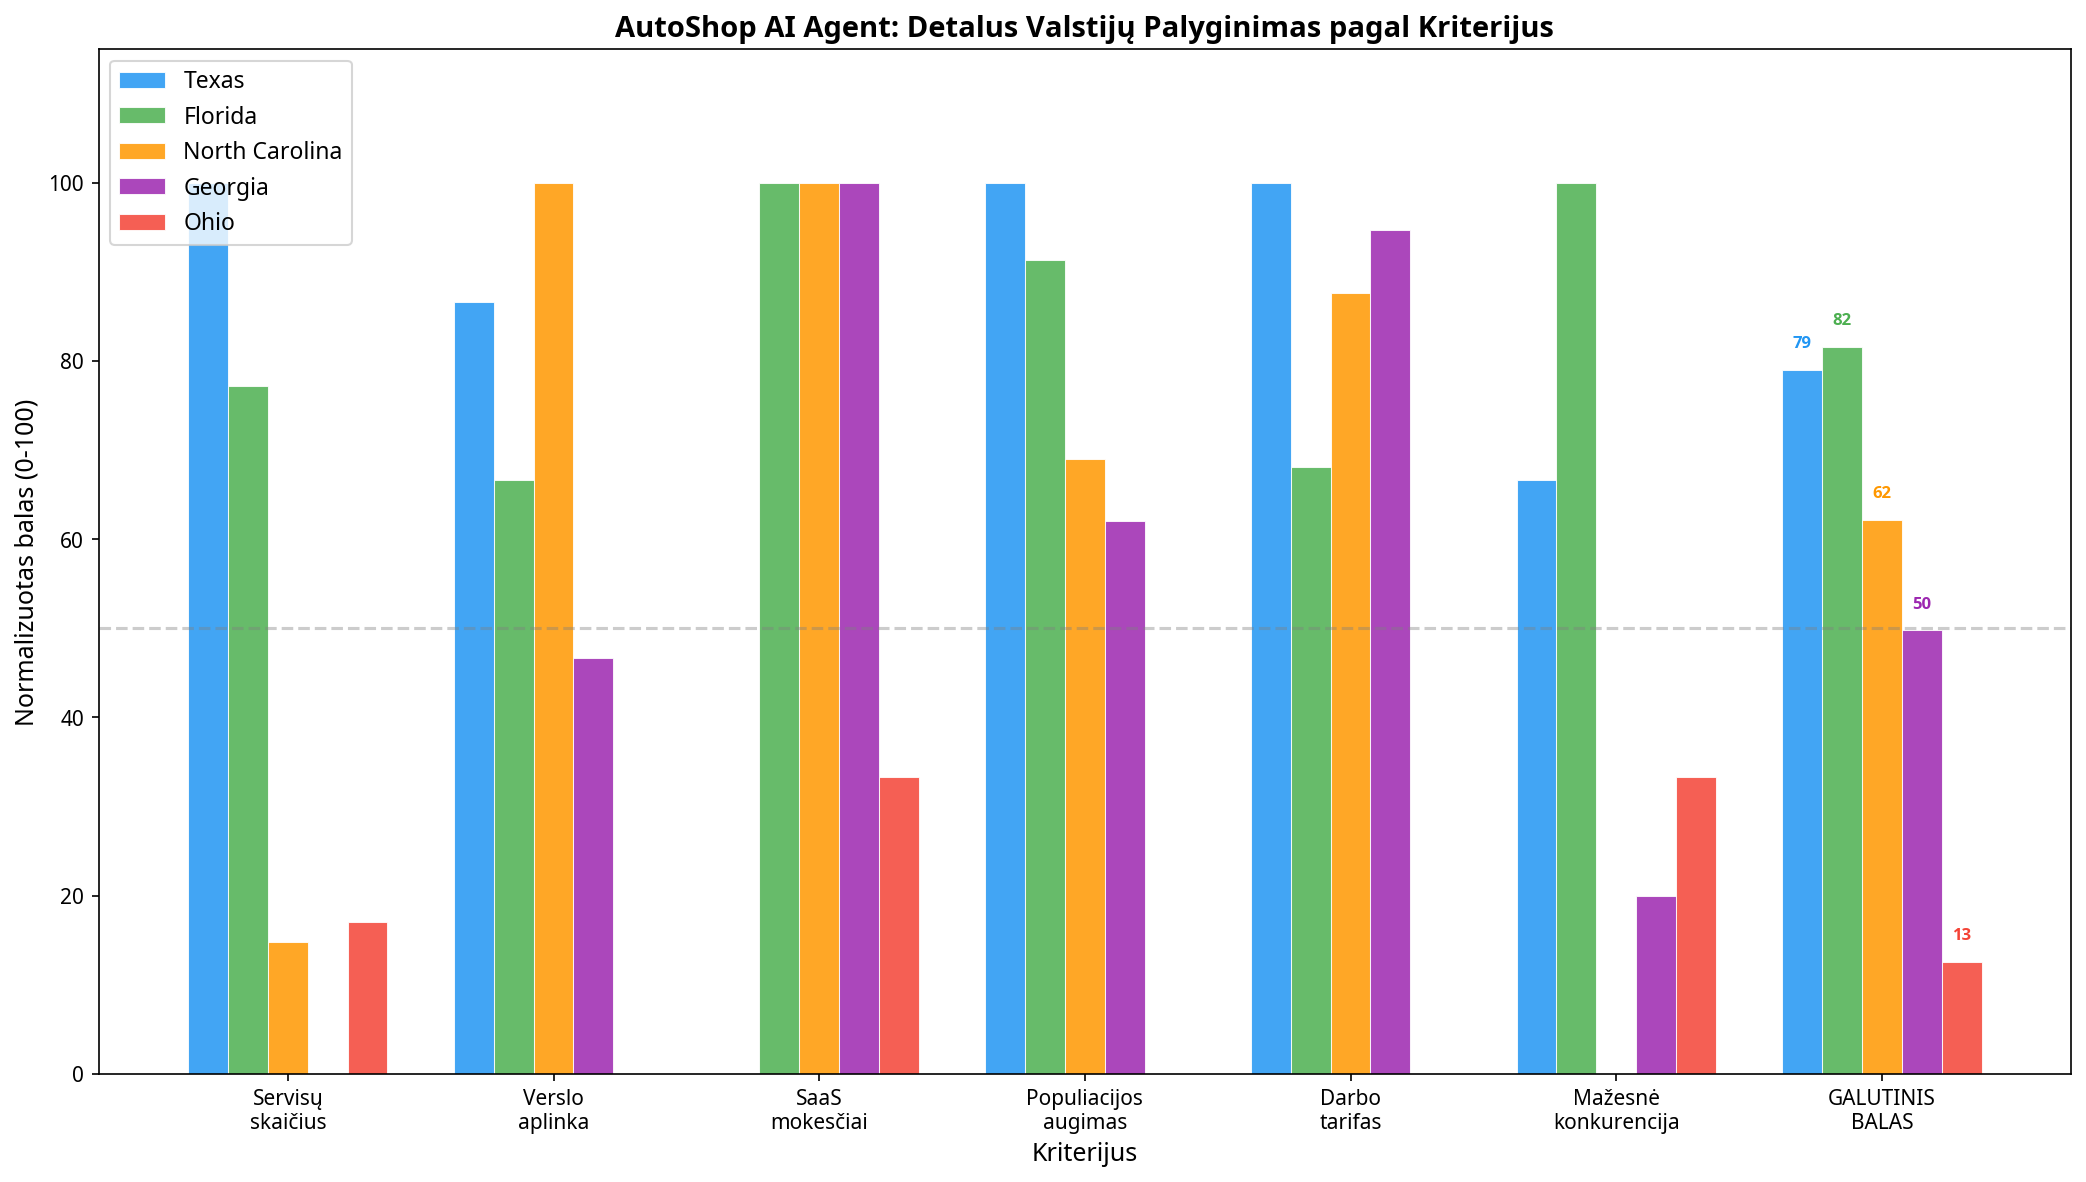 AutoShop AI Agent: Detalus Valstijų Palyginimas pagal Kriterijus
Texas
Florida
North Carolina
Georgia
Ohio
Normalizuotas balas (0-100)
100
80
60
40
20
0
79
82
62
50
13
Servisų
skaičius
Verslo
aplinka
SaaS
mokesčiai
Populiacijos
augimas
Darbo
tarifas
Mažesnė
konkurencija
GALUTINIS
BALAS
Kriterijus